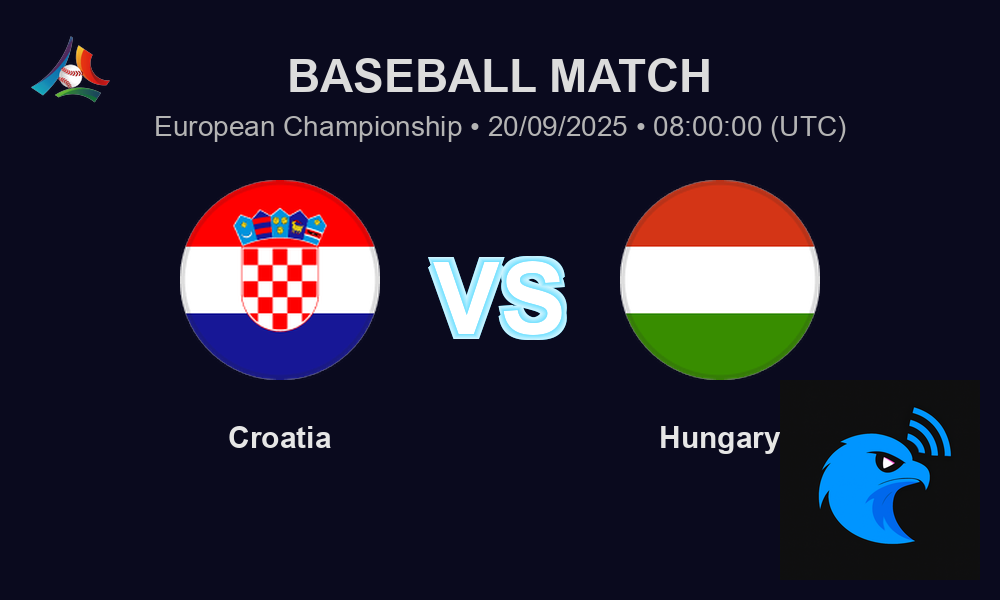 BASEBALL MATCH
European Championship • 20/09/2025 • 08:00:00 (UTC)
VS
Croatia
Hungary